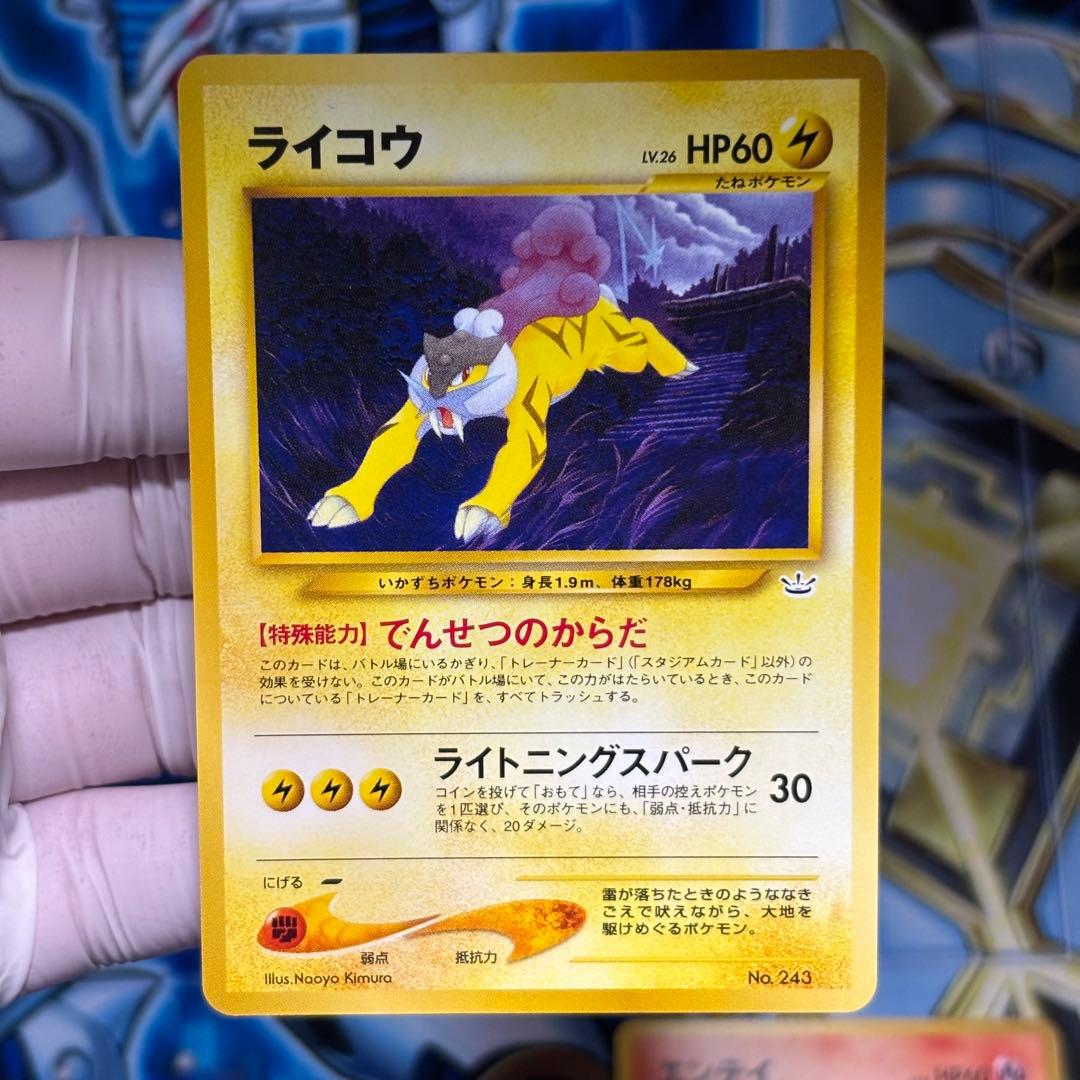 ライコウ
LV.26 HP60
たねポケモン
いかずちポケモン：身長1.9m、体重178kg
【特殊能力】でんせつのからだ
このカードは、バトル場にいるかぎり、「トレーナーカード」（「スタジアムカード」以外）の
効果を受けない。このカードがバトル場にいて、この力がはたらいているとき、このカード
についている「トレーナーカード」を、すべてトラッシュする。
ライトニングスパーク
コインを投げて「おもて」なら、相手の控えポケモン
を1匹選び、そのポケモンにも、「弱点・抵抗力」に
関係なく、20ダメージ。
30
にげる
弱点
抵抗力
雷が落ちたときのようななき
ごえで吠えながら、大地を
駆けめぐるポケモン。
Illus.Naoyo Kimura
No. 243
エンテイ
HP60